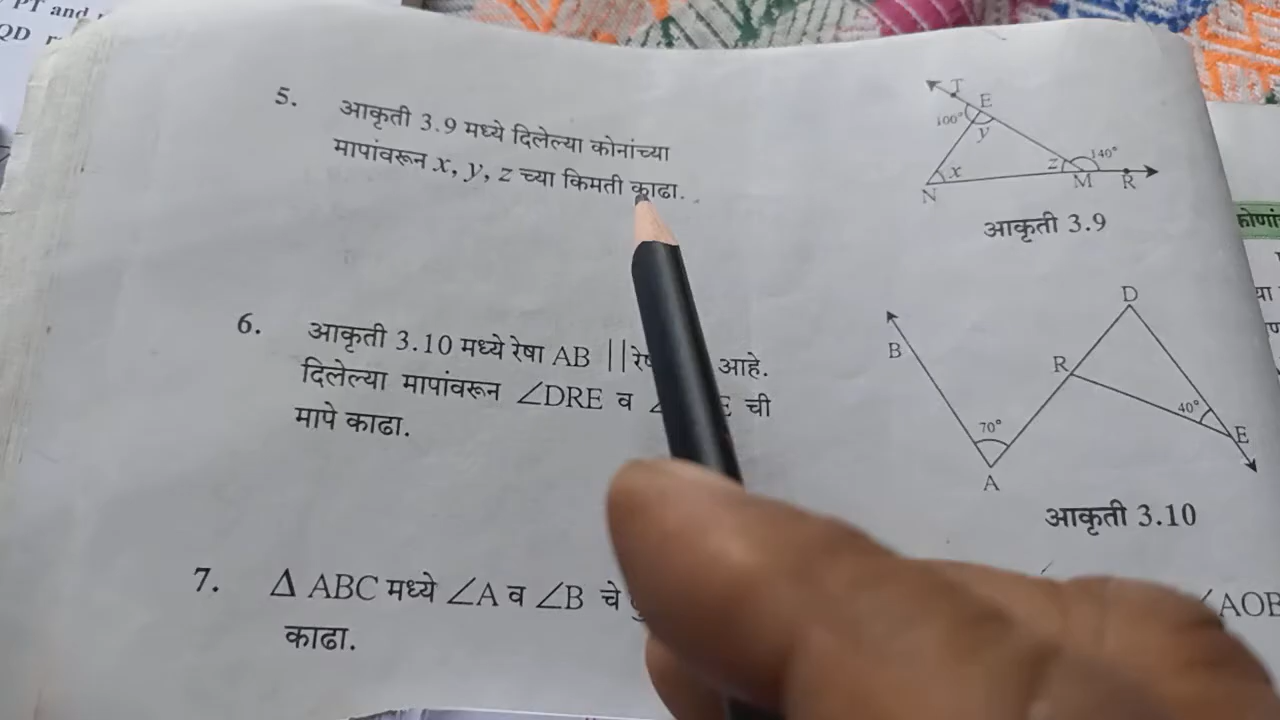 PT and
QD
5. आकृती 3.9 मध्ये दिलेल्या कोनांच्या
मापांवरून x, y, z च्या किमती काढा.
T
E
100°
y
x
z
140°
N
M
R
आकृती 3.9
6. आकृती 3.10 मध्ये रेषा AB || आहे.
दिलेल्या मापांवरून ∠DRE व ची
मापे काढा.
D
B
R
70°
40°
E
A
आकृती 3.10
7. Δ ABC मध्ये ∠A व ∠B चे
∠AOB
काढा.